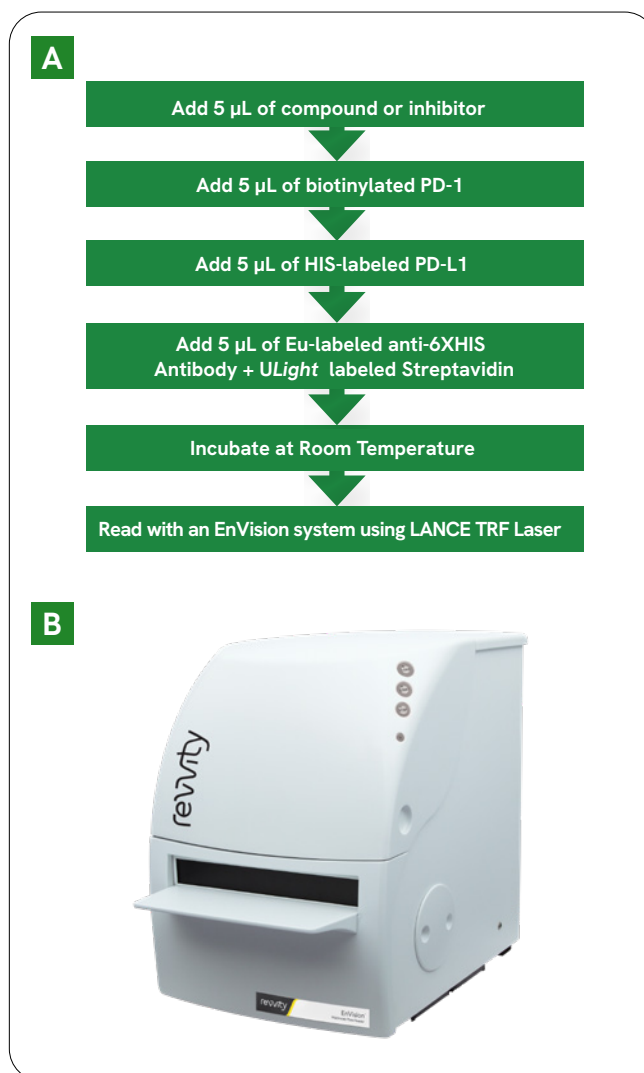 A
Add 5 µL of compound or inhibitor
Add 5 µL of biotinylated PD-1
Add 5 µL of HIS-labeled PD-L1
Add 5 µL of Eu-labeled anti-6XHIS
Antibody + ULight labeled Streptavidin
Incubate at Room Temperature
Read with an EnVision system using LANCE TRF Laser
B
revvity
revvity
EnVision